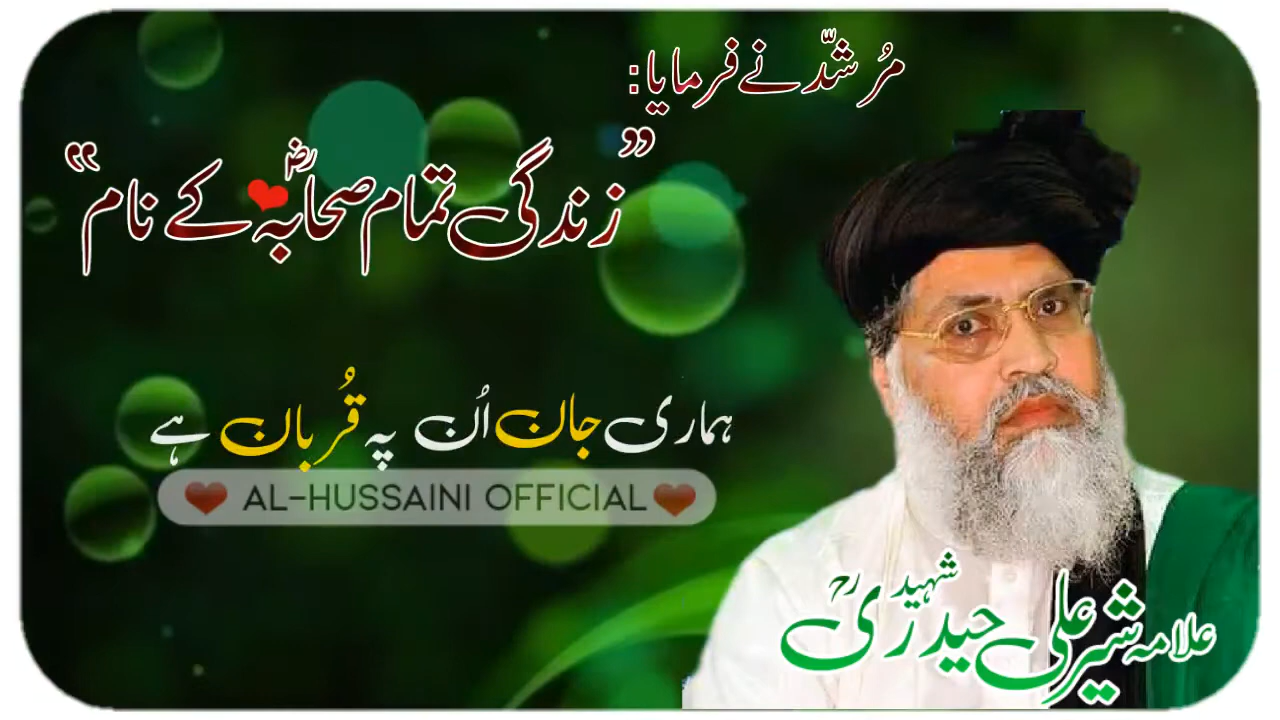 مُرشدّ نے فرمایا:
”زندگی تمام صحابہؓ کے نام“
ہماری جان اُن پہ قُربان ہے
AL-HUSSAINI OFFICIAL
علامہ شیر علی حیدری شہید رح